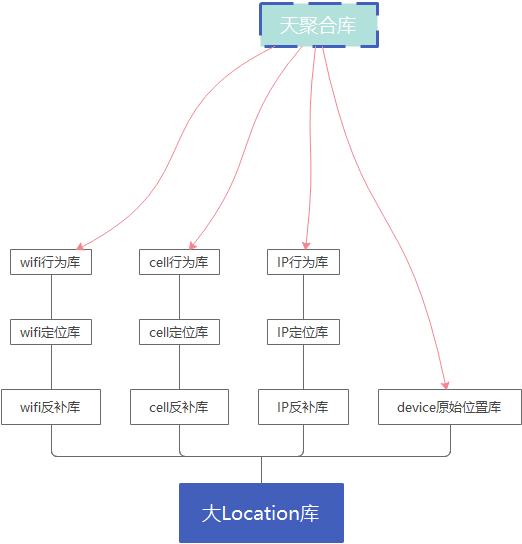 天聚合库
wifi行为库
cell行为库
IP行为库
wifi定位库
cell定位库
IP定位库
wifi反补库
cell反补库
IP反补库
device原始位置库
大Location库